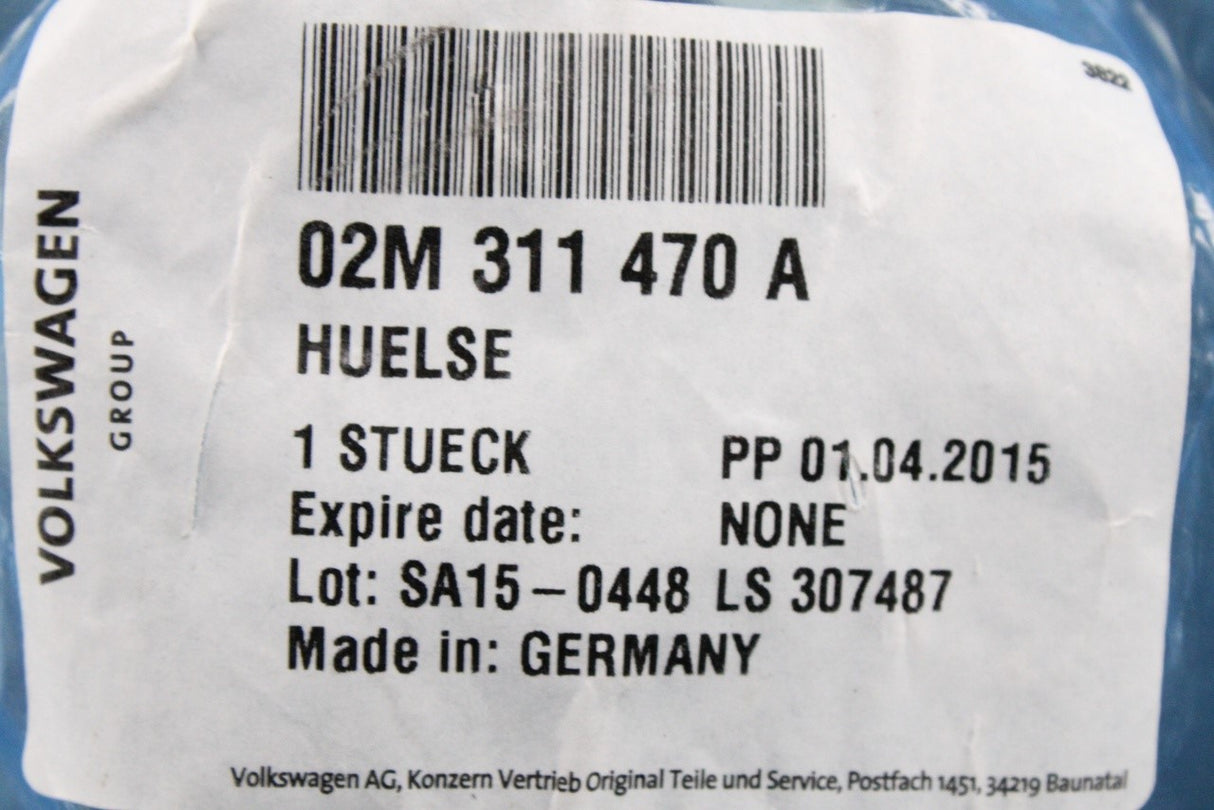 3822
02M 311 470 A
HUELSE
1 STUECK PP 01.04.2015
Expire date: NONE
Lot: SA15-0448 LS 307487
Made in: GERMANY
VOLKSWAGEN
GROUP
Volkswagen AG, Konzern Vertrieb Original Teile und Service, Postfach 1451, 34219 Baunatal